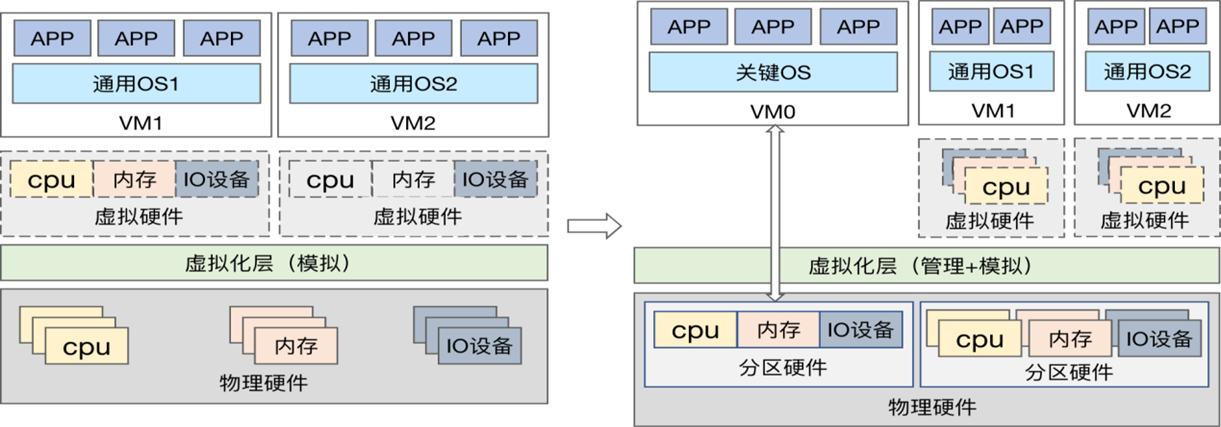 APP APP APP
通用OS1
VM1
APP APP APP
通用OS2
VM2
cpu 内存 IO设备
虚拟硬件
cpu 内存 IO设备
虚拟硬件
虚拟化层（模拟）
cpu 内存 IO设备
物理硬件
APP APP APP
关键OS
VM0
APP APP
通用OS1
VM1
APP APP
通用OS2
VM2
cpu
虚拟硬件
cpu
虚拟硬件
虚拟化层（管理+模拟）
cpu 内存 IO设备
分区硬件
cpu 内存 IO设备
分区硬件
物理硬件